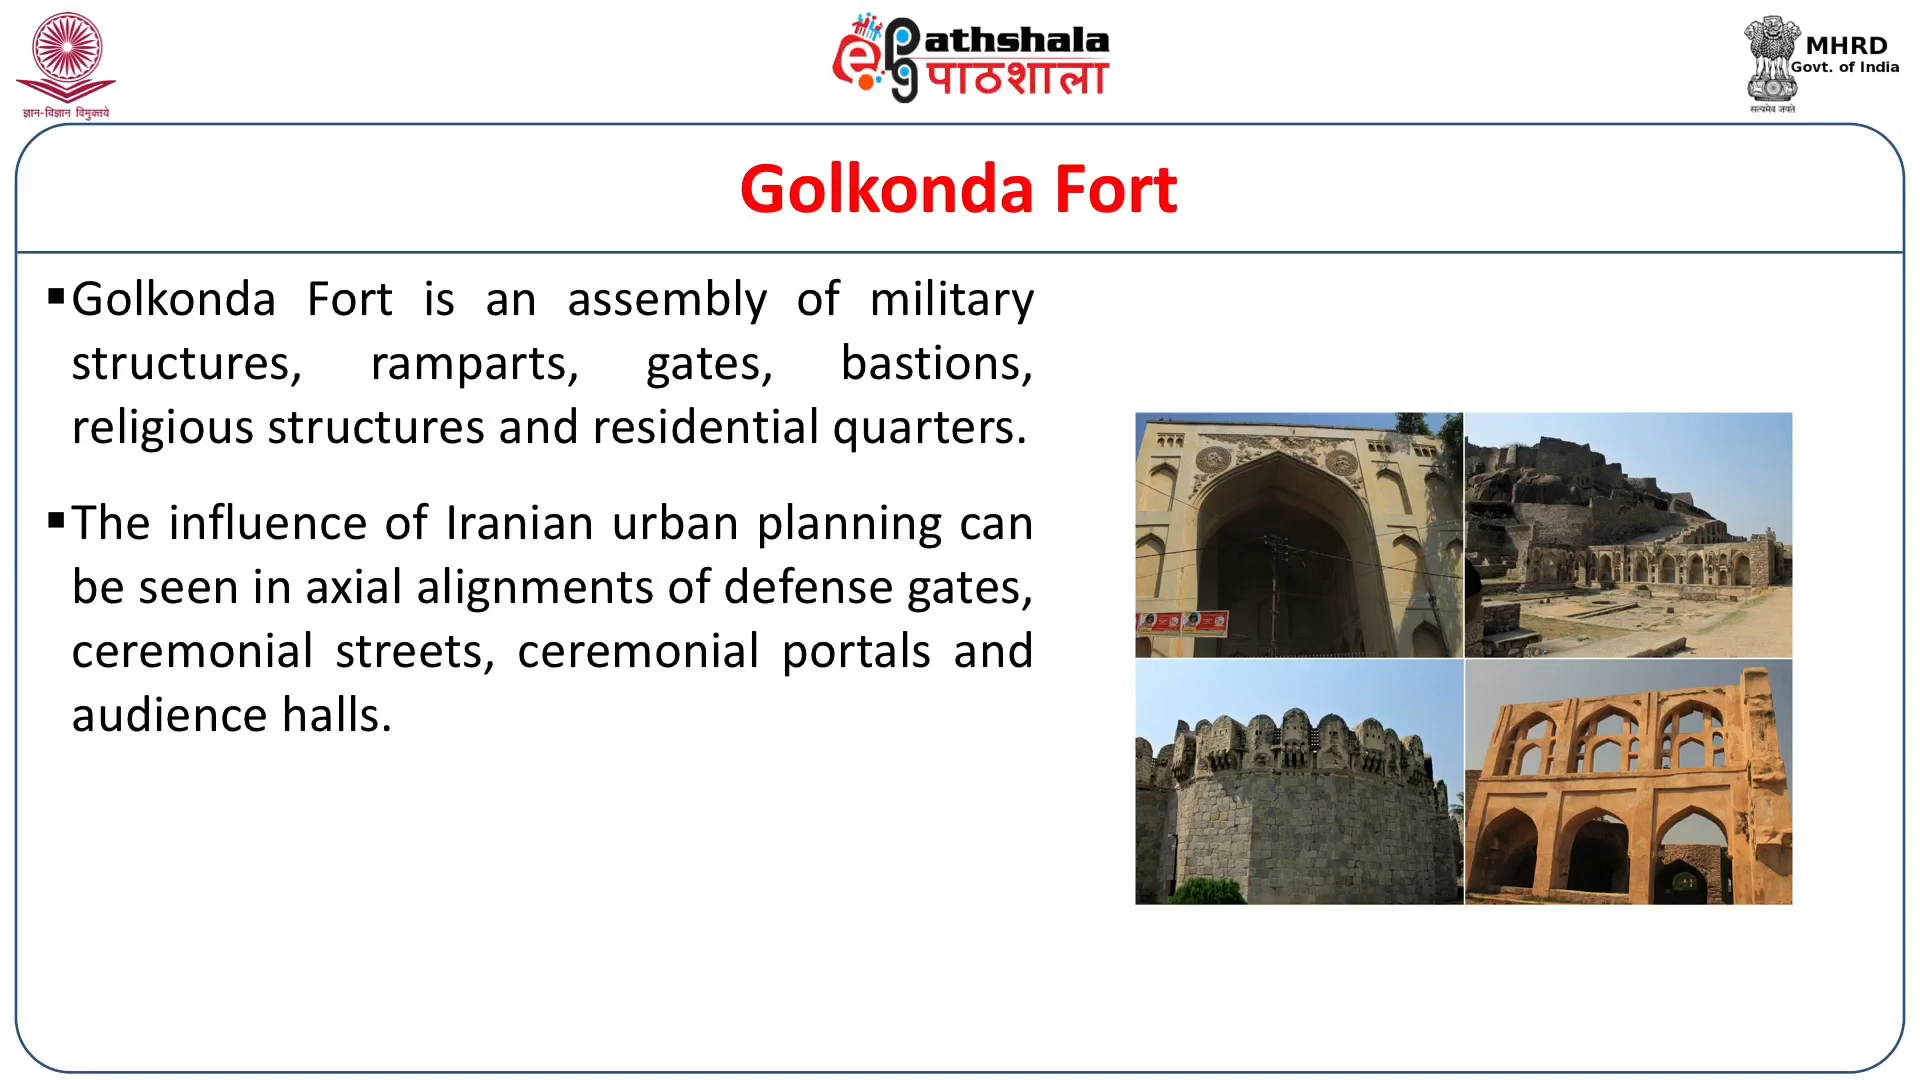 ePG Pathshala
पाठशाला
MHRD
Govt. of India
ज्ञान-विज्ञान विमुक्तये
सत्यमेव जयते
Golkonda Fort
▪Golkonda Fort is an assembly of military
structures, ramparts, gates, bastions,
religious structures and residential quarters.
▪The influence of Iranian urban planning can
be seen in axial alignments of defense gates,
ceremonial streets, ceremonial portals and
audience halls.